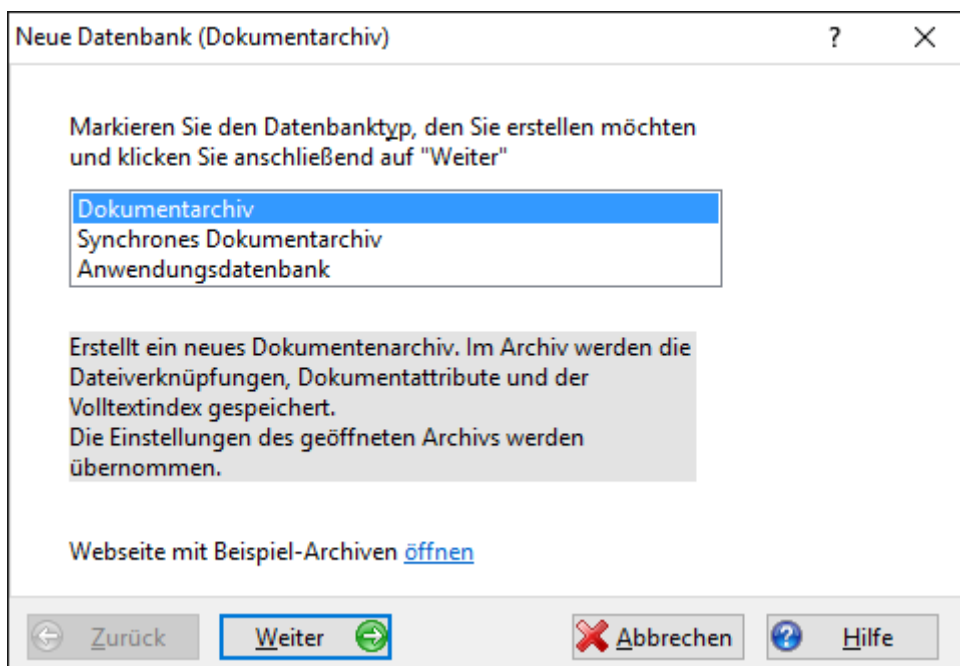 Neue Datenbank (Dokumentarchiv)
Markieren Sie den Datenbanktyp, den Sie erstellen möchten
und klicken Sie anschließend auf "Weiter"
Dokumentarchiv
Synchrones Dokumentarchiv
Anwendungsdatenbank
Erstellt ein neues Dokumentenarchiv. Im Archiv werden die
Dateiverknüpfungen, Dokumentattribute und der
Volltextindex gespeichert.
Die Einstellungen des geöffneten Archivs werden
übernommen.
Webseite mit Beispiel-Archiven öffnen
Zurück Weiter Abbrechen Hilfe